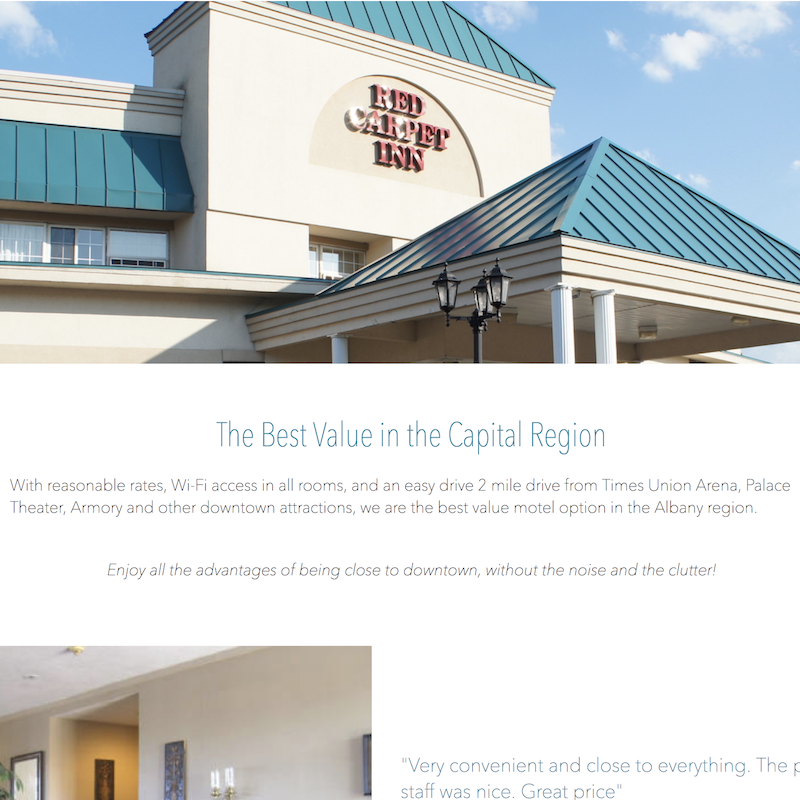 RED
CARPET
INN
The Best Value in the Capital Region
With reasonable rates, Wi-Fi access in all rooms, and an easy drive 2 mile drive from Times Union Arena, Palace
Theater, Armory and other downtown attractions, we are the best value motel option in the Albany region.
Enjoy all the advantages of being close to downtown, without the noise and the clutter!
"Very convenient and close to everything. The
staff was nice. Great price"